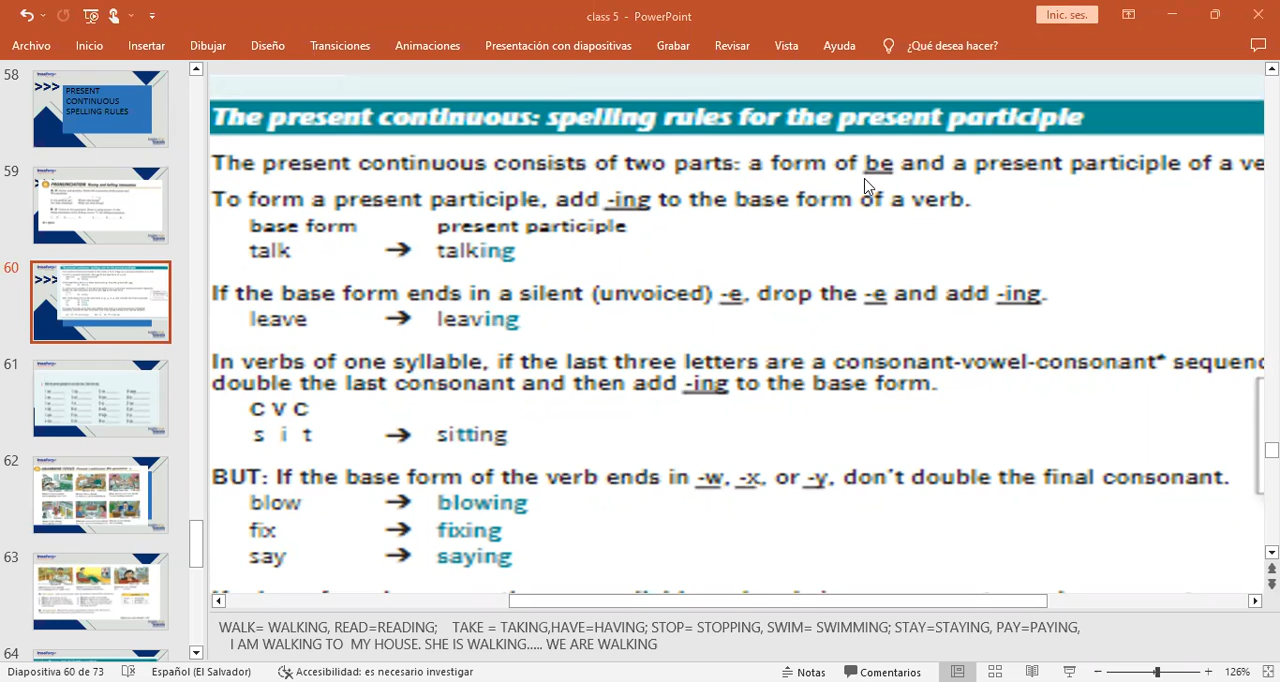 class 5 - PowerPoint
Inic. ses.
Archivo Inicio Insertar Dibujar Diseño Transiciones Animaciones Presentación con diapositivas Grabar Revisar Vista Ayuda ¿Qué desea hacer?
58
>>> PRESENT
CONTINUOUS
SPELLING RULES
59
60
>>>
61
62
63
64
The present continuous: spelling rules for the present participle
The present continuous consists of two parts: a form of be and a present participle of a ve
To form a present participle, add -ing to the base form of a verb.
base form present participle
talk → talking
If the base form ends in a silent (unvoiced) -e, drop the -e and add -ing.
leave → leaving
In verbs of one syllable, if the last three letters are a consonant-vowel-consonant* sequenc
double the last consonant and then add -ing to the base form.
C V C
s i t → sitting
BUT: If the base form of the verb ends in -w, -x, or -y, don't double the final consonant.
blow → blowing
fix → fixing
say → saying
WALK= WALKING, READ=READING; TAKE = TAKING,HAVE=HAVING; STOP= STOPPING, SWIM= SWIMMING; STAY=STAYING, PAY=PAYING,
I AM WALKING TO MY HOUSE. SHE IS WALKING..... WE ARE WALKING
Diapositiva 60 de 73 Español (El Salvador) Accesibilidad: es necesario investigar Notas Comentarios 126%